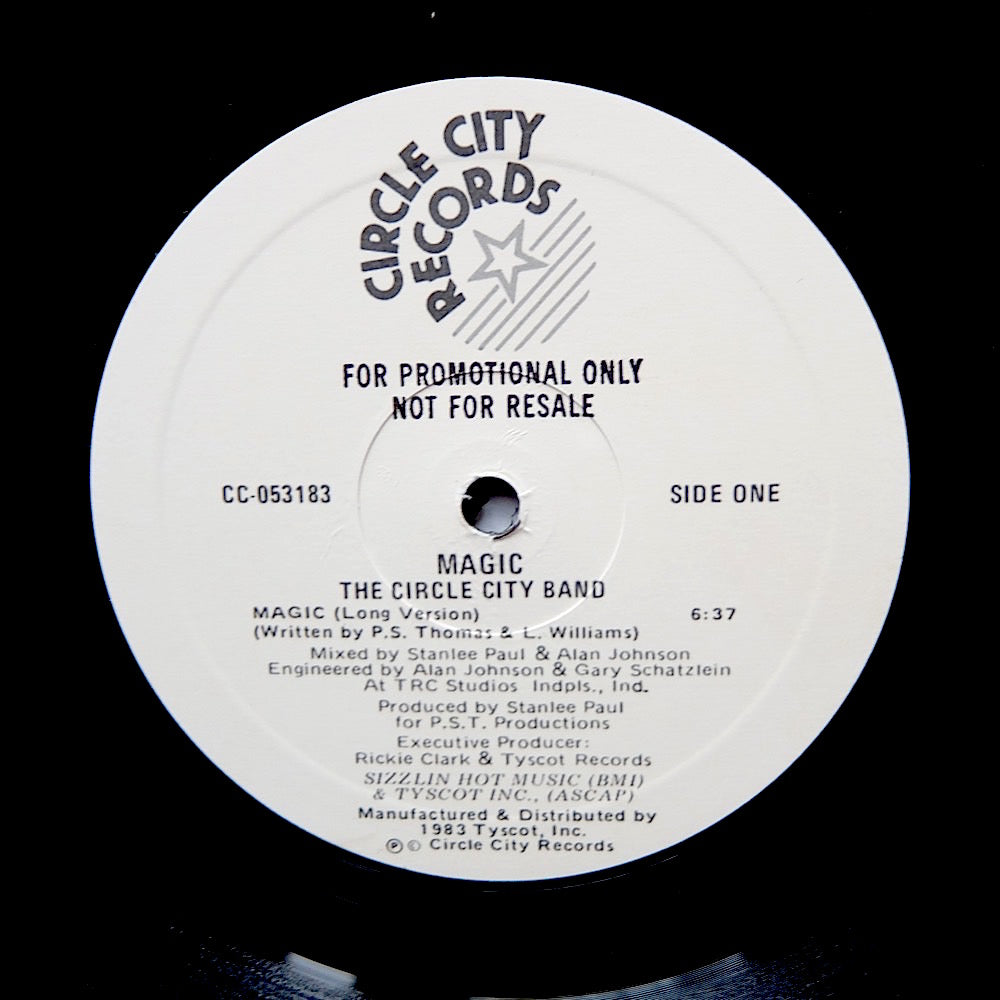 CIRCLE CITY
RECORDS
FOR PROMOTIONAL ONLY
NOT FOR RESALE
CC-053183
SIDE ONE
MAGIC
THE CIRCLE CITY BAND
MAGIC (Long Version) 6:37
(Written by P.S. Thomas & L. Williams)
Mixed by Stanlee Paul & Alan Johnson
Engineered by Alan Johnson & Gary Schatzlein
At TRC Studios Indpls., Ind.
Produced by Stanlee Paul
for P.S.T. Productions
Executive Producer:
Rickie Clark & Tyscot Records
SIZZLIN HOT MUSIC (BMI)
& TYSCOT INC., (ASCAP)
Manufactured & Distributed by
1983 Tyscot, Inc.
℗ © Circle City Records